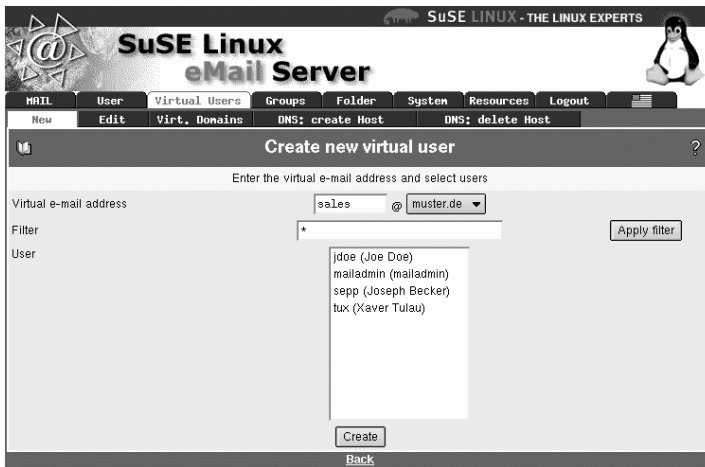 SuSE LINUX - THE LINUX EXPERTS
SuSE Linux
eMail Server
MAIL User Virtual Users Groups Folder System Resources Logout
New Edit Virt. Domains DNS: create Host DNS: delete Host
Create new virtual user ?
Enter the virtual e-mail address and select users
Virtual e-mail address sales @ muster.de
Filter * Apply filter
User
jdoe (Joe Doe)
mailadmin (mailadmin)
sepp (Joseph Becker)
tux (Xaver Tulau)
Create
Back